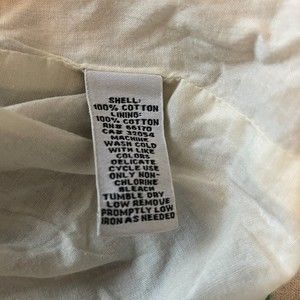 SHELL:
100% COTTON
LINING:
100% COTTON
RN# 66170
CA# 32054
MACHINE
WASH COLD
WITH LIKE
COLORS
DELICATE
CYCLE USE
ONLY NON-
CHLORINE
BLEACH
TUMBLE DRY
LOW REMOVE
PROMPTLY LOW
IRON AS NEEDED